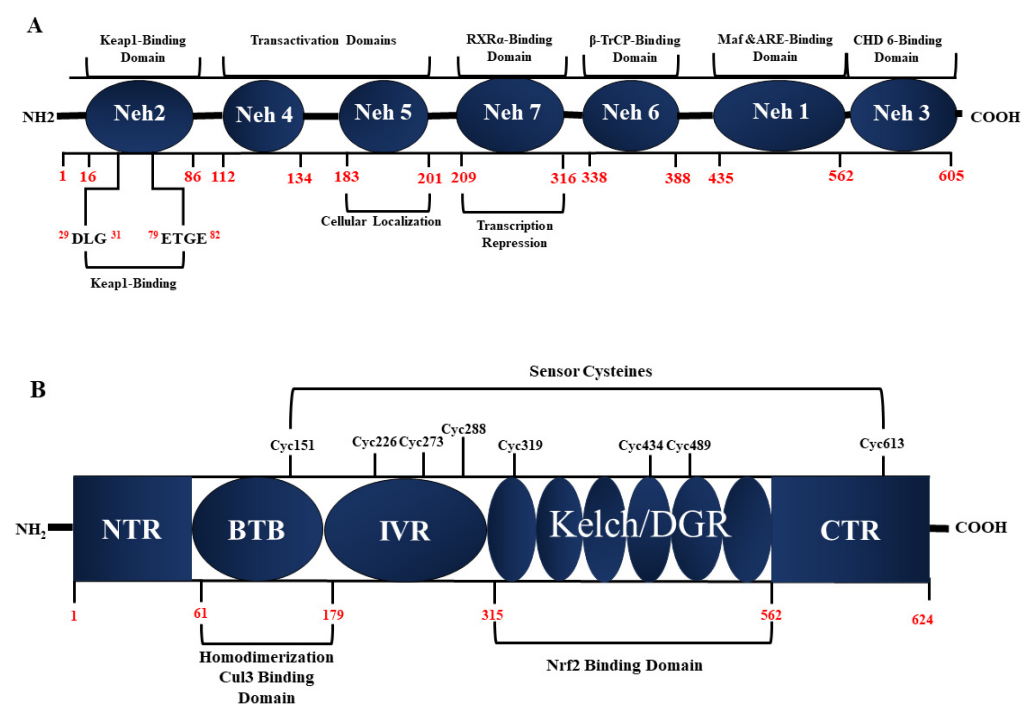 A
Keap1-Binding
Domain
Transactivation Domains
RXRα-Binding
Domain
β-TrCP-Binding
Domain
Maf &ARE-Binding
Domain
CHD 6-Binding
Domain
NH2
Neh2
Neh 4
Neh 5
Neh 7
Neh 6
Neh 1
Neh 3
COOH
1 16 86 112 134 183 201 209 316 338 388 435 562 605
Cellular Localization
Transcription
Repression
29 DLG 31
79 ETGE 82
Keap1-Binding
B
Sensor Cysteines
Cyc151
Cyc226
Cyc273
Cyc288
Cyc319
Cyc434
Cyc489
Cyc613
NH2
NTR
BTB
IVR
Kelch/DGR
CTR
COOH
1 61 179 315 562 624
Homodimerization
Cul3 Binding
Domain
Nrf2 Binding Domain